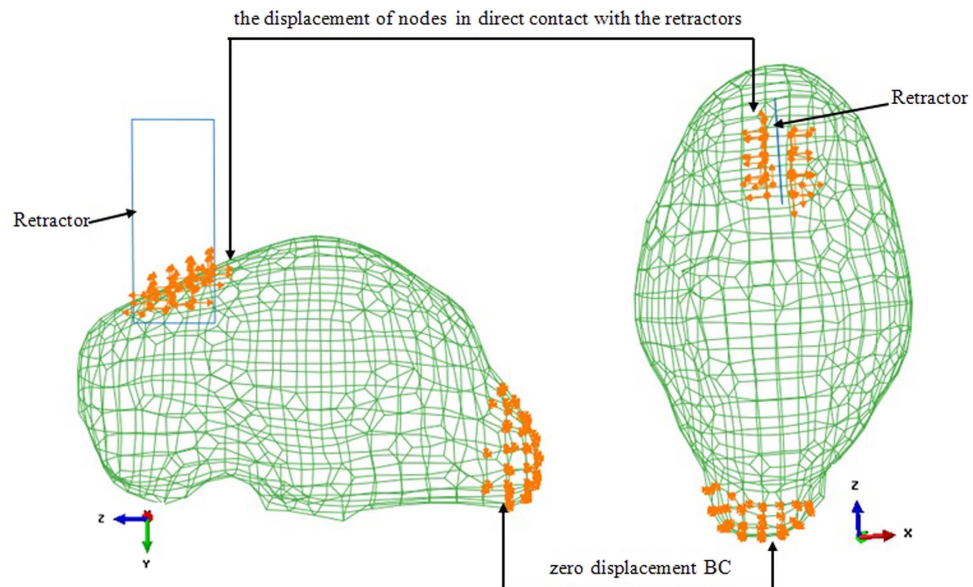 the displacement of nodes in direct contact with the retractors
Retractor
Retractor
Z
Y
Z
X
zero displacement BC